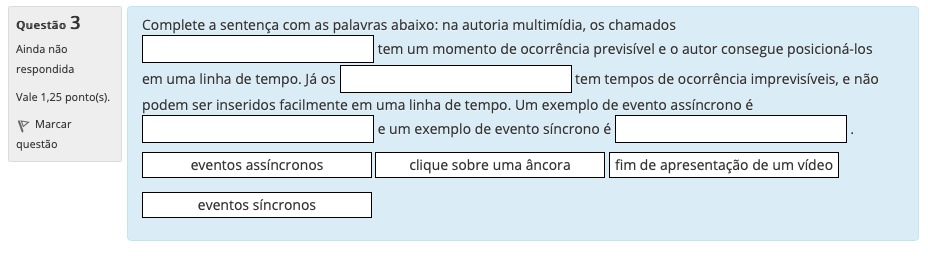 Questão 3
Ainda não
respondida
Vale 1,25 ponto(s).
Marcar
questão
Complete a sentença com as palavras abaixo: na autoria multimídia, os chamados
tem um momento de ocorrência previsível e o autor consegue posicioná-los
em uma linha de tempo. Já os tem tempos de ocorrência imprevisíveis, e não
podem ser inseridos facilmente em uma linha de tempo. Um exemplo de evento assíncrono é
e um exemplo de evento síncrono é .
eventos assíncronos clique sobre uma âncora fim de apresentação de um vídeo
eventos síncronos